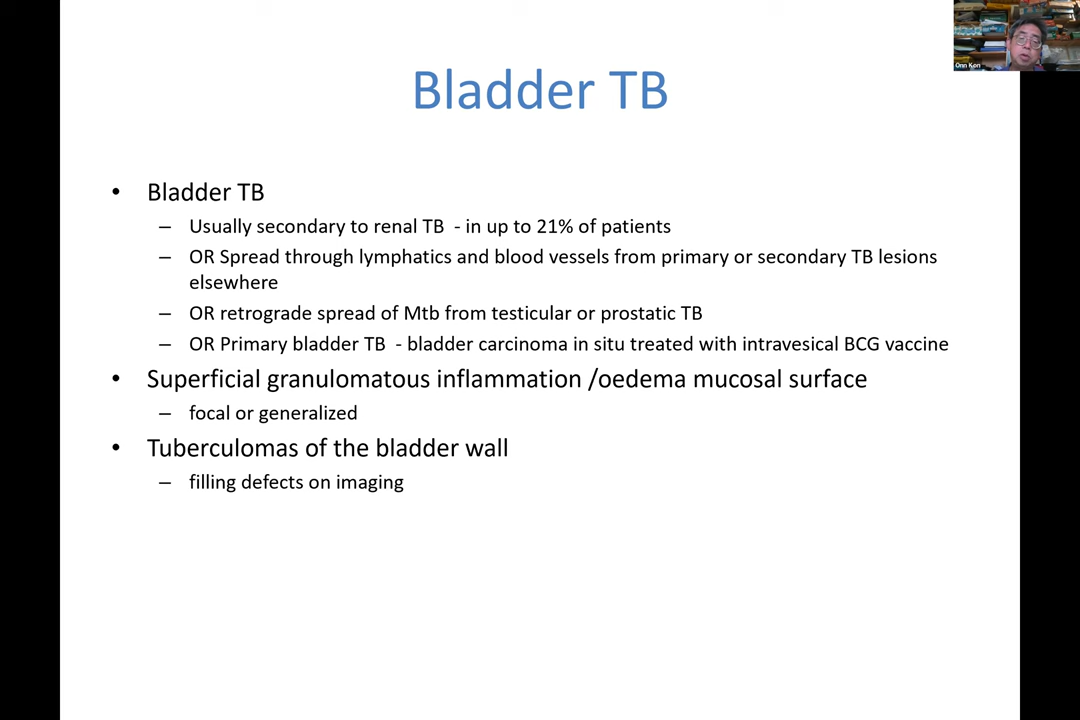 Bladder TB
Onn Kon
• Bladder TB
– Usually secondary to renal TB - in up to 21% of patients
– OR Spread through lymphatics and blood vessels from primary or secondary TB lesions
elsewhere
– OR retrograde spread of Mtb from testicular or prostatic TB
– OR Primary bladder TB - bladder carcinoma in situ treated with intravesical BCG vaccine
• Superficial granulomatous inflammation /oedema mucosal surface
– focal or generalized
• Tuberculomas of the bladder wall
– filling defects on imaging